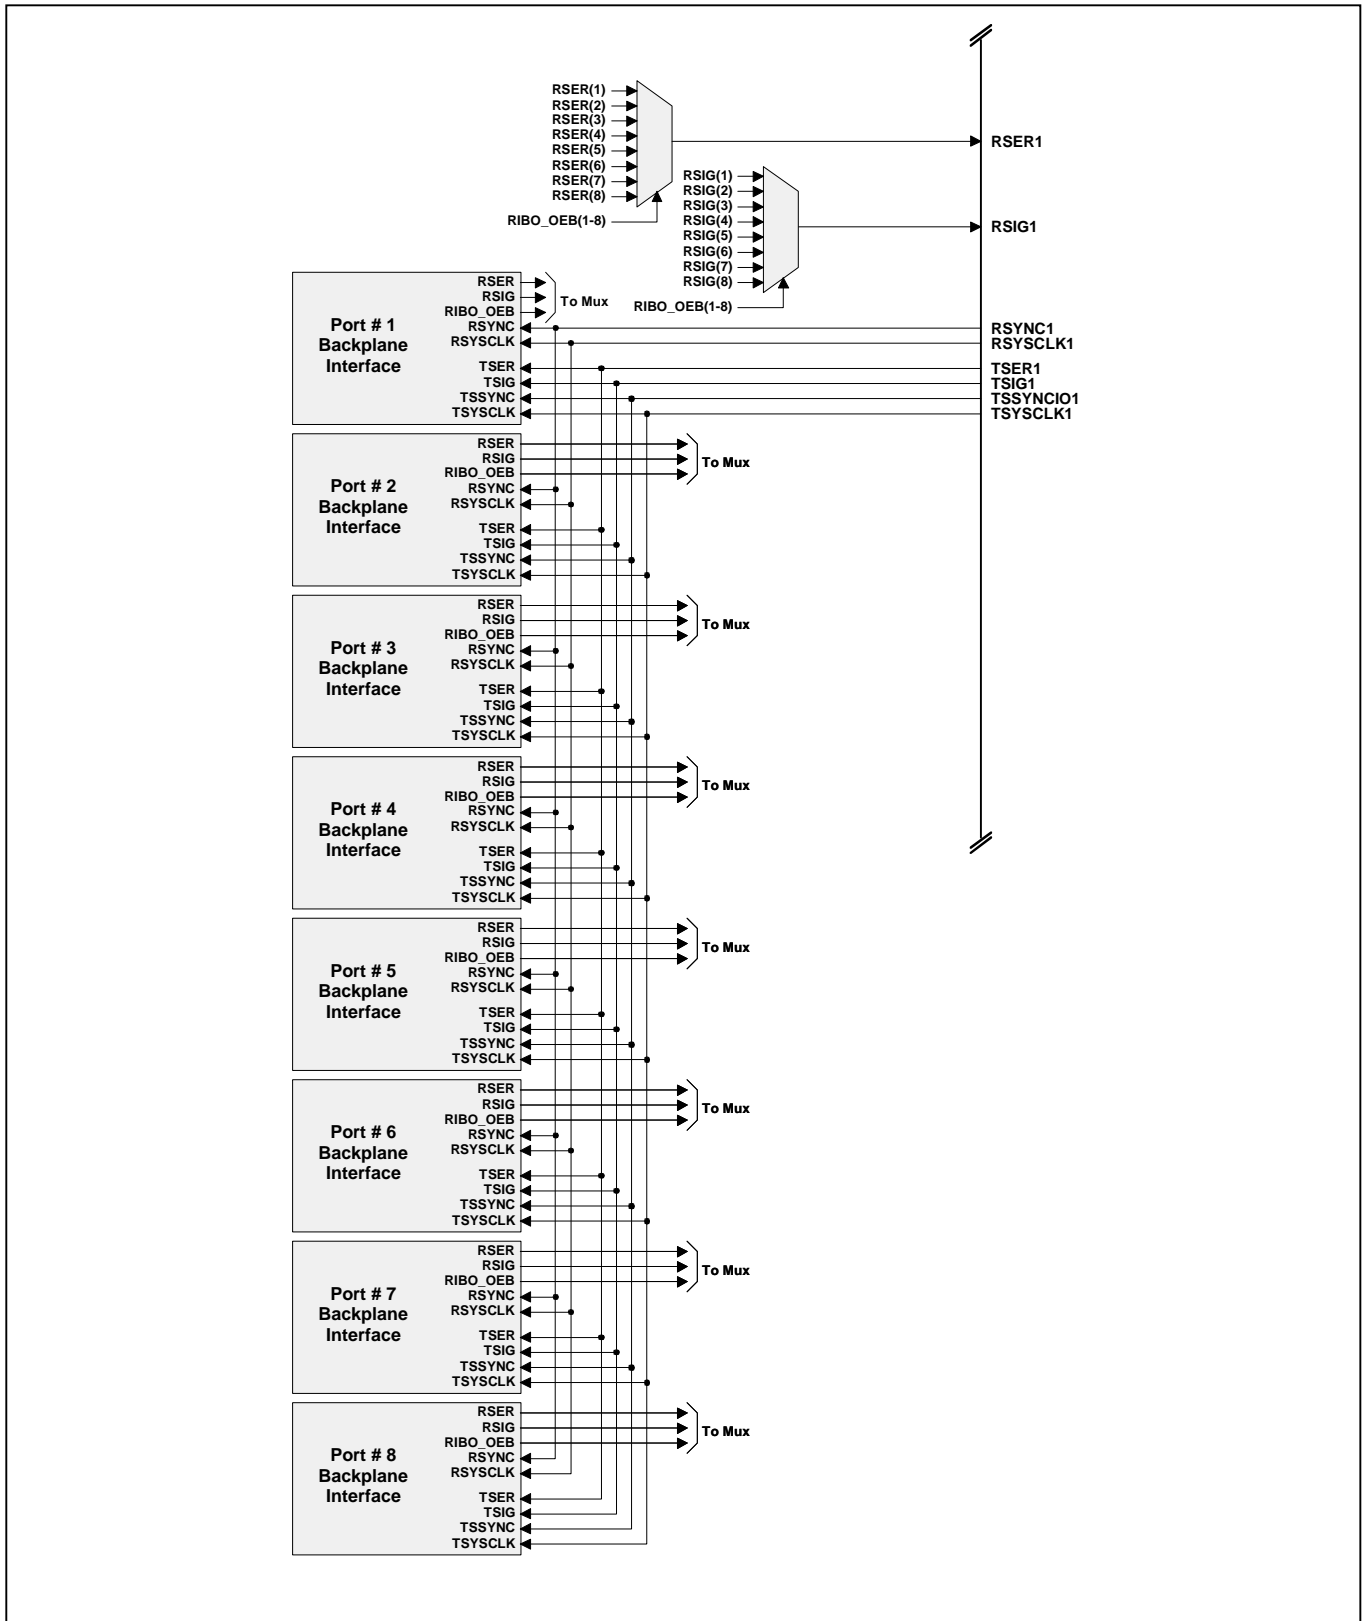 RSER(1)
RSER(2)
RSER(3)
RSER(4)
RSER(5)
RSER(6)
RSER(7)
RSER(8)
RIBO_OEB(1-8)
RSER1
RSIG(1)
RSIG(2)
RSIG(3)
RSIG(4)
RSIG(5)
RSIG(6)
RSIG(7)
RSIG(8)
RIBO_OEB(1-8)
RSIG1
Port # 1
Backplane
Interface
RSER
RSIG
RIBO_OEB
RSYNC
RSYSCLK
TSER
TSIG
TSSYNC
TSYSCLK
To Mux
RSYNC1
RSYSCLK1
TSER1
TSIG1
TSSYNCIO1
TSYSCLK1
Port # 2
Backplane
Interface
RSER
RSIG
RIBO_OEB
RSYNC
RSYSCLK
TSER
TSIG
TSSYNC
TSYSCLK
To Mux
Port # 3
Backplane
Interface
RSER
RSIG
RIBO_OEB
RSYNC
RSYSCLK
TSER
TSIG
TSSYNC
TSYSCLK
To Mux
Port # 4
Backplane
Interface
RSER
RSIG
RIBO_OEB
RSYNC
RSYSCLK
TSER
TSIG
TSSYNC
TSYSCLK
To Mux
Port # 5
Backplane
Interface
RSER
RSIG
RIBO_OEB
RSYNC
RSYSCLK
TSER
TSIG
TSSYNC
TSYSCLK
To Mux
Port # 6
Backplane
Interface
RSER
RSIG
RIBO_OEB
RSYNC
RSYSCLK
TSER
TSIG
TSSYNC
TSYSCLK
To Mux
Port # 7
Backplane
Interface
RSER
RSIG
RIBO_OEB
RSYNC
RSYSCLK
TSER
TSIG
TSSYNC
TSYSCLK
To Mux
Port # 8
Backplane
Interface
RSER
RSIG
RIBO_OEB
RSYNC
RSYSCLK
TSER
TSIG
TSSYNC
TSYSCLK
To Mux